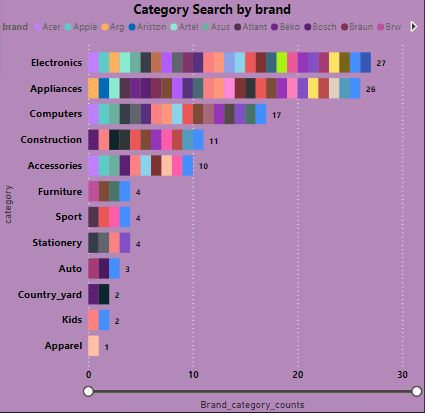 Category Search by brand
brand Acer Apple Arg Ariston Artel Asus Atlant Beko Bosch Braun Brw
Electronics 27
Appliances 26
Computers 17
Construction 11
Accessories 10
Furniture 4
Sport 4
Stationery 4
Auto 3
Country_yard 2
Kids 2
Apparel 1
category
0 10 20 30
Brand_category_counts